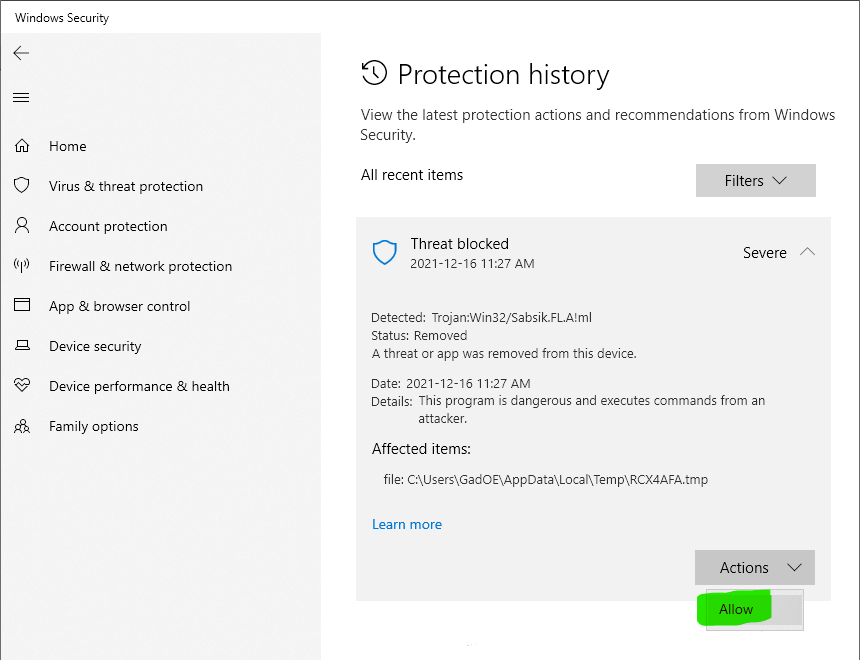 Windows Security
Home
Virus & threat protection
Account protection
Firewall & network protection
App & browser control
Device security
Device performance & health
Family options
Protection history
View the latest protection actions and recommendations from Windows
Security.
All recent items
Filters
Threat blocked
2021-12-16 11:27 AM
Severe
Detected: Trojan:Win32/Sabsik.FL.A!ml
Status: Removed
A threat or app was removed from this device.
Date: 2021-12-16 11:27 AM
Details: This program is dangerous and executes commands from an
attacker.
Affected items:
file: C:\Users\GadOE\AppData\Local\Temp\RCX4AFA.tmp
Learn more
Actions
Allow